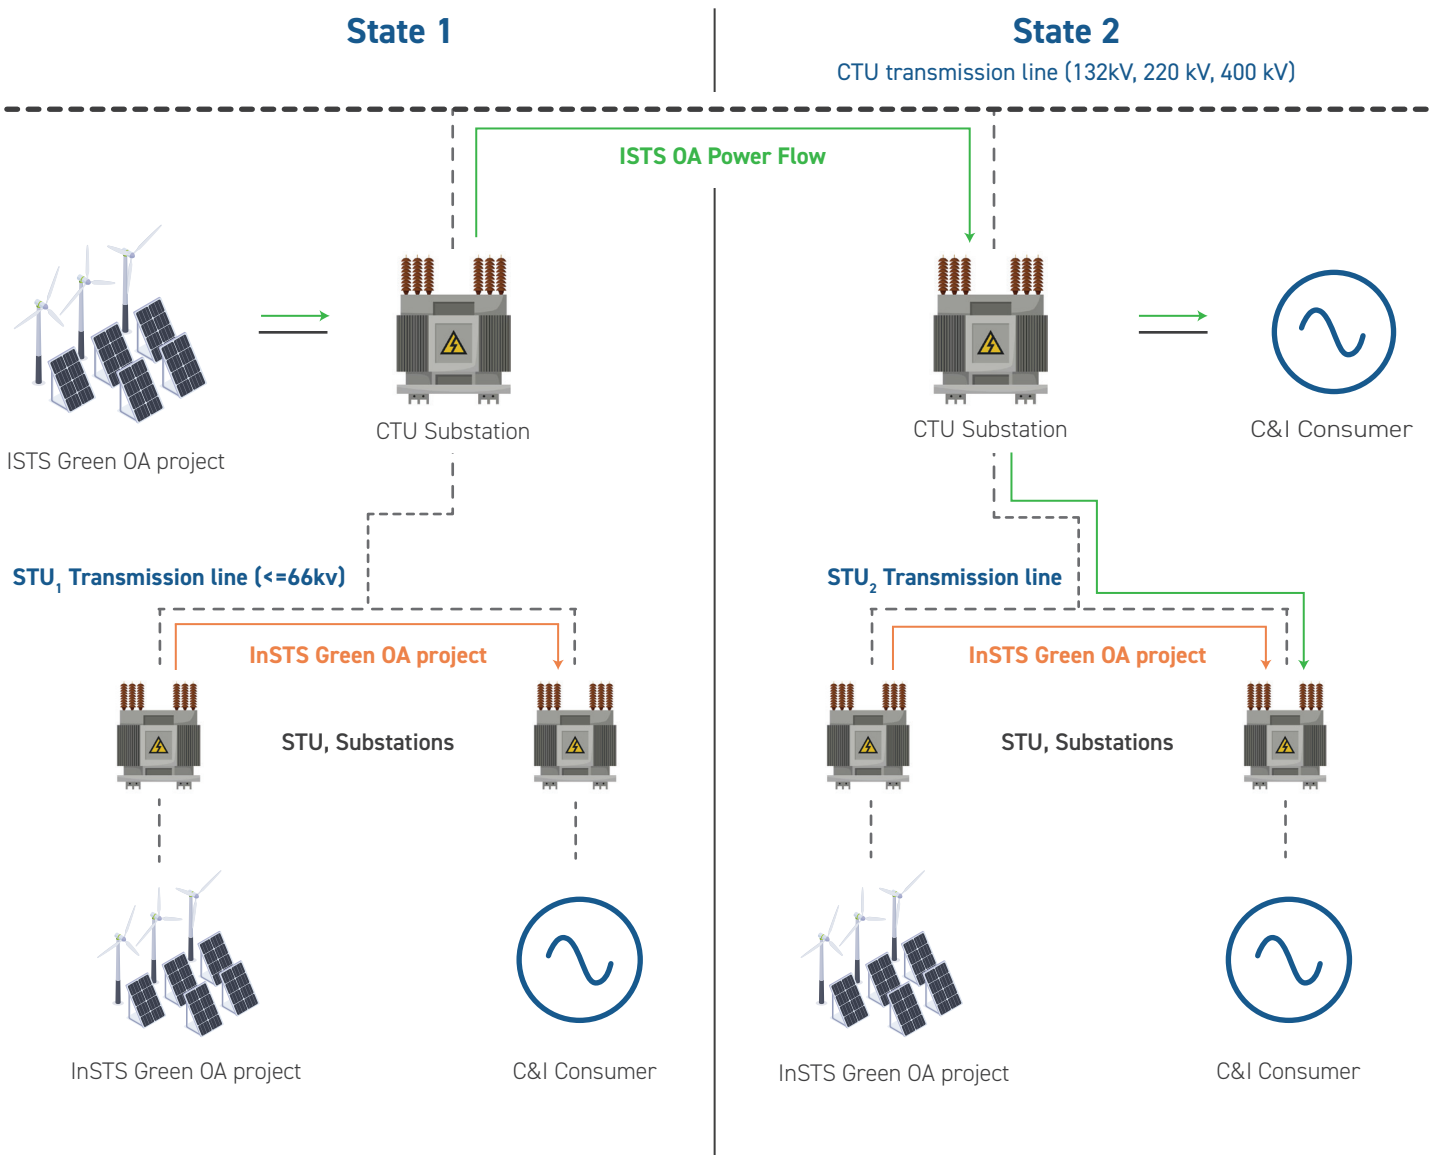 State 1
State 2
CTU transmission line (132kV, 220 kV, 400 kV)
ISTS OA Power Flow
CTU Substation
CTU Substation
C&I Consumer
ISTS Green OA project
STU₁ Transmission line (<=66kv)
STU₂ Transmission line
InSTS Green OA project
InSTS Green OA project
STU, Substations
STU, Substations
InSTS Green OA project
C&I Consumer
InSTS Green OA project
C&I Consumer